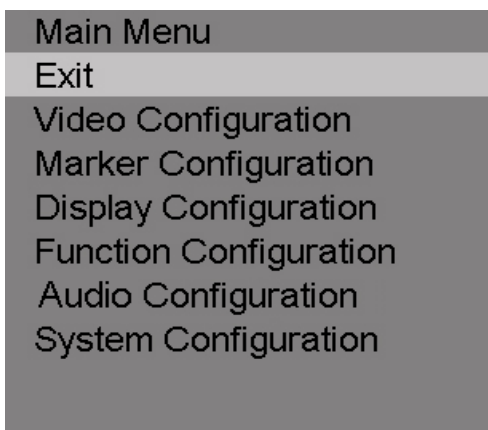 Main Menu
Exit
Video Configuration
Marker Configuration
Display Configuration
Function Configuration
Audio Configuration
System Configuration